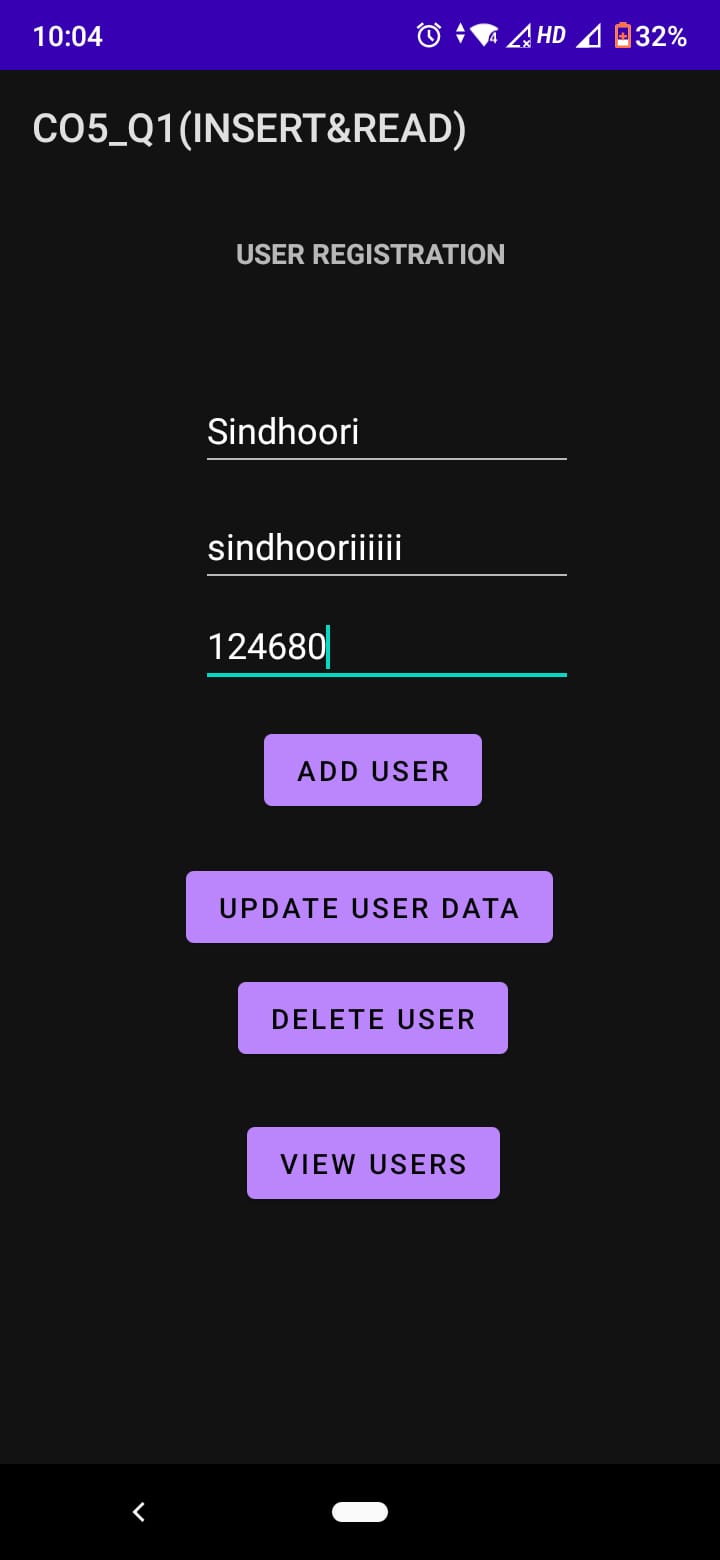 10:04 4 HD 32%
CO5_Q1(INSERT&READ)
USER REGISTRATION
Sindhoori
sindhooriiiiii
124680
ADD USER
UPDATE USER DATA
DELETE USER
VIEW USERS